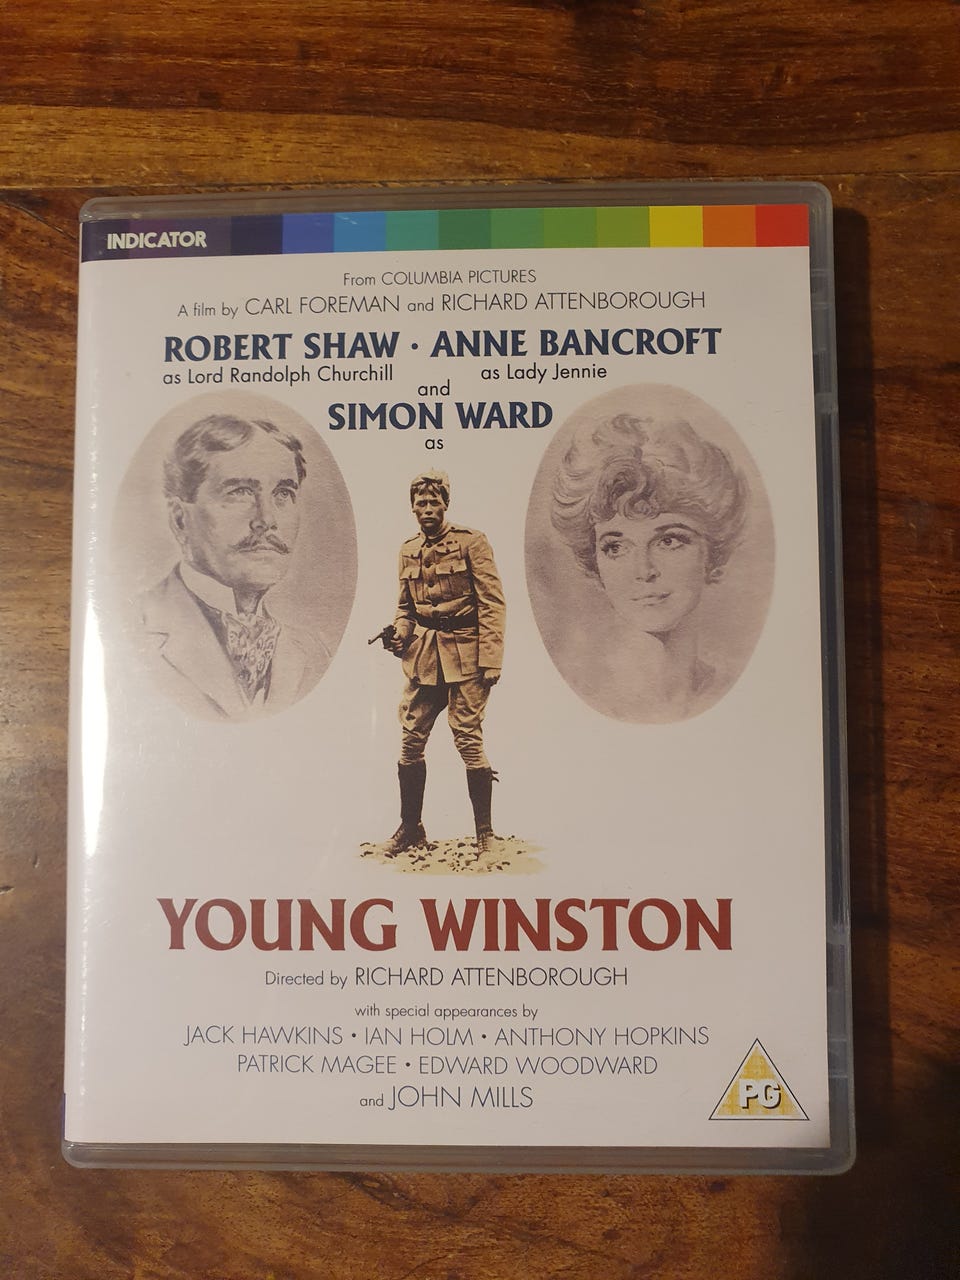 INDICATOR
From COLUMBIA PICTURES
A film by CARL FOREMAN and RICHARD ATTENBOROUGH
ROBERT SHAW · ANNE BANCROFT
as Lord Randolph Churchill as Lady Jennie
and
SIMON WARD
as
YOUNG WINSTON
Directed by RICHARD ATTENBOROUGH
with special appearances by
JACK HAWKINS • IAN HOLM • ANTHONY HOPKINS
PATRICK MAGEE • EDWARD WOODWARD
and JOHN MILLS
PG